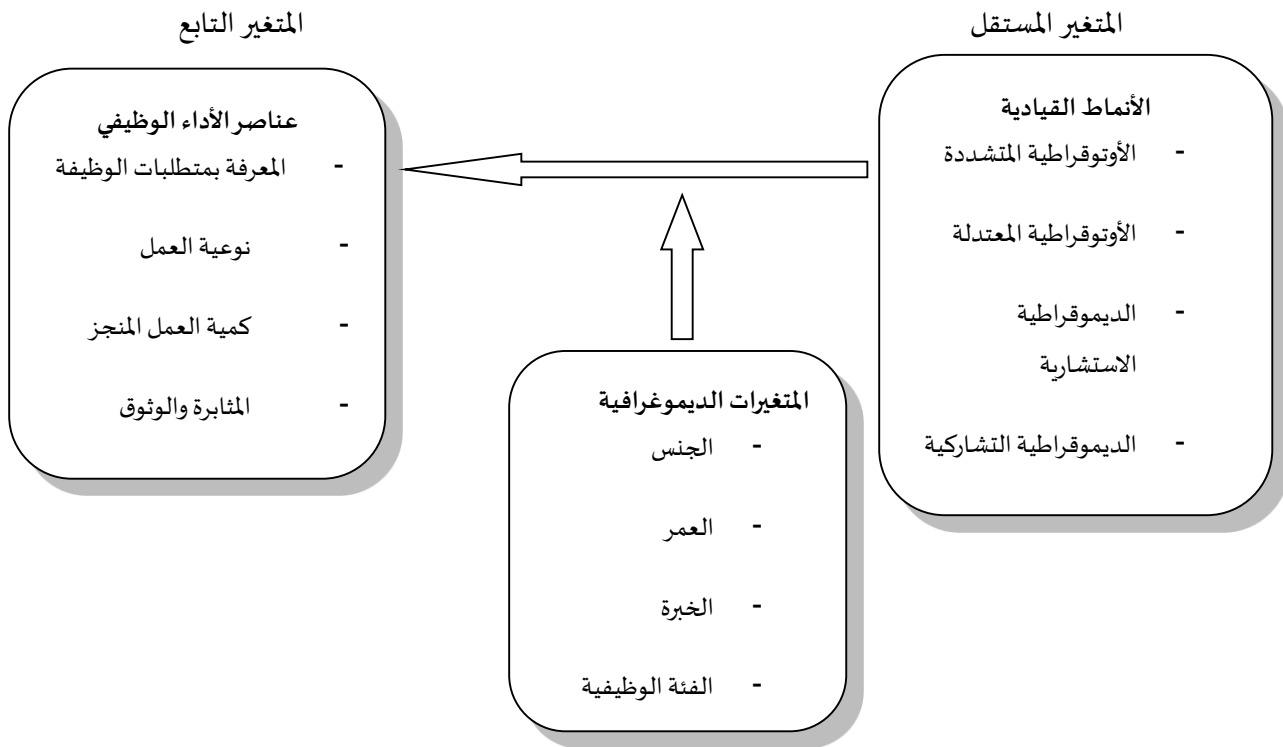 المتغير المستقل
المتغير التابع
الأنماط القيادية
- الأوتوقراطية المتشددة
- الأوتوقراطية المعتدلة
- الديموقراطية
الاستشارية
- الديموقراطية التشاركية
عناصر الأداء الوظيفي
- المعرفة بمتطلبات الوظيفة
- نوعية العمل
- كمية العمل المنجز
- المثابرة والوثوق
المتغيرات الديموغرافية
- الجنس
- العمر
- الخبرة
- الفئة الوظيفية